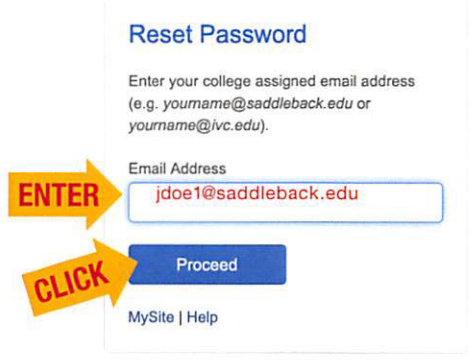 Reset Password
Enter your college assigned email address
(e.g. yourname@saddleback.edu or
yourname@ivc.edu).
Email Address
ENTER
jdoe1@saddleback.edu
CLICK
Proceed
MySite | Help